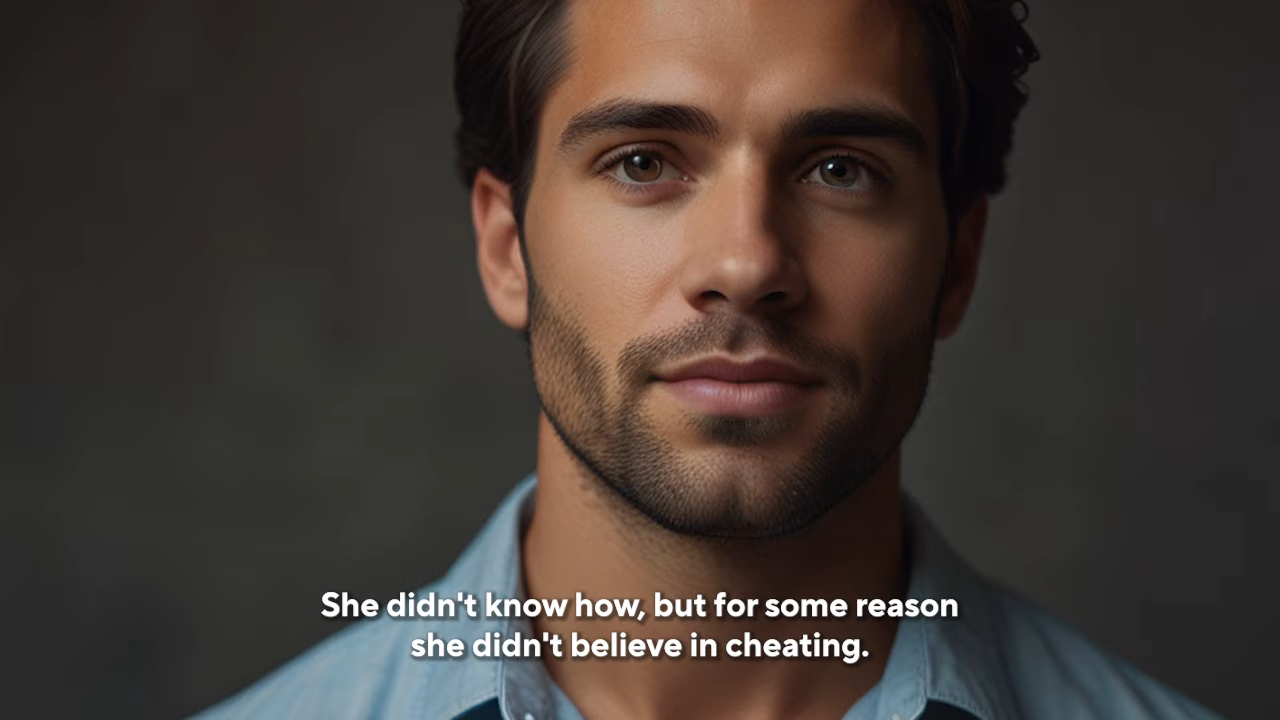 She didn't know how, but for some reason
she didn't believe in cheating.